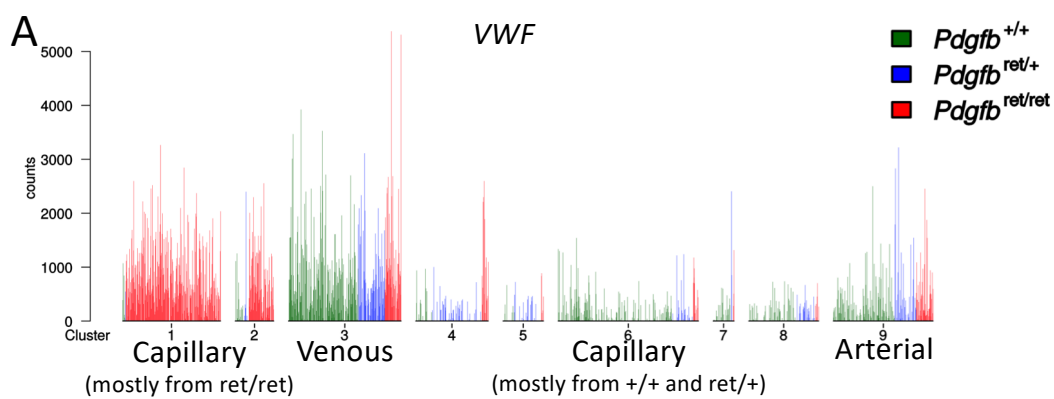 A
VWF
Pdgfb+/+
Pdgfbret/+
Pdgfbret/ret
counts
5000
4000
3000
2000
1000
0
Cluster 1 2 3 4 5 6 7 8 9
Capillary Venous Capillary Arterial
(mostly from ret/ret) (mostly from +/+ and ret/+)